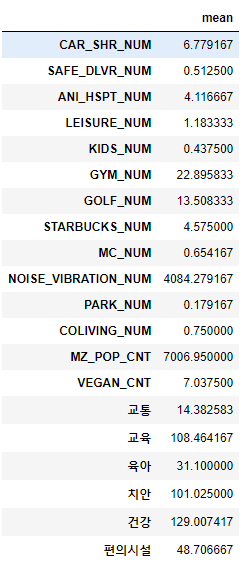 mean
CAR_SHR_NUM 6.779167
SAFE_DLVR_NUM 0.512500
ANI_HSPT_NUM 4.116667
LEISURE_NUM 1.183333
KIDS_NUM 0.437500
GYM_NUM 22.895833
GOLF_NUM 13.508333
STARBUCKS_NUM 4.575000
MC_NUM 0.654167
NOISE_VIBRATION_NUM 4084.279167
PARK_NUM 0.179167
COLIVING_NUM 0.750000
MZ_POP_CNT 7006.950000
VEGAN_CNT 7.037500
교통 14.382583
교육 108.464167
육아 31.100000
치안 101.025000
건강 129.007417
편의시설 48.706667